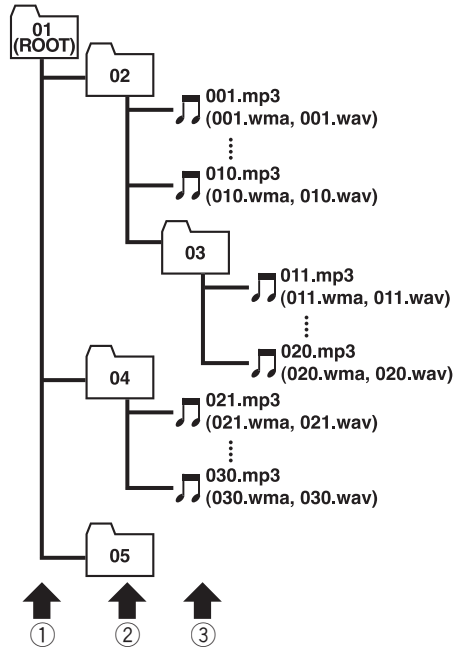 01
(ROOT)
02
001.mp3
(001.wma, 001.wav)
010.mp3
(010.wma, 010.wav)
03
011.mp3
(011.wma, 011.wav)
020.mp3
(020.wma, 020.wav)
04
021.mp3
(021.wma, 021.wav)
030.mp3
(030.wma, 030.wav)
05
① ② ③